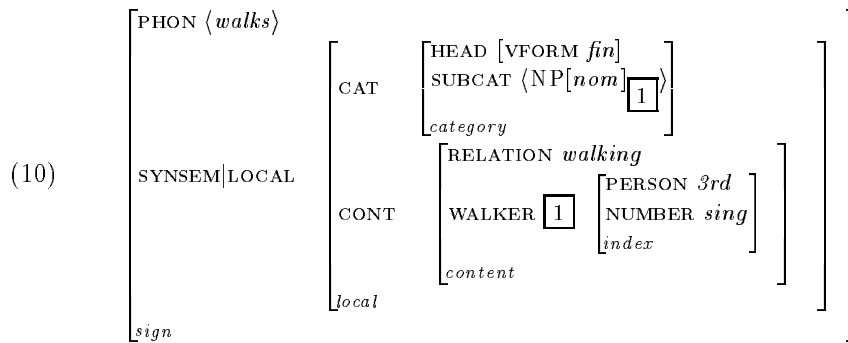 PHON ⟨walks⟩
HEAD [VFORM fin]
CAT SUBCAT ⟨NP[nom] 1 ⟩
category
(10) SYNSEM|LOCAL
RELATION walking
PERSON 3rd
CONT WALKER 1 NUMBER sing
index
content
local
sign